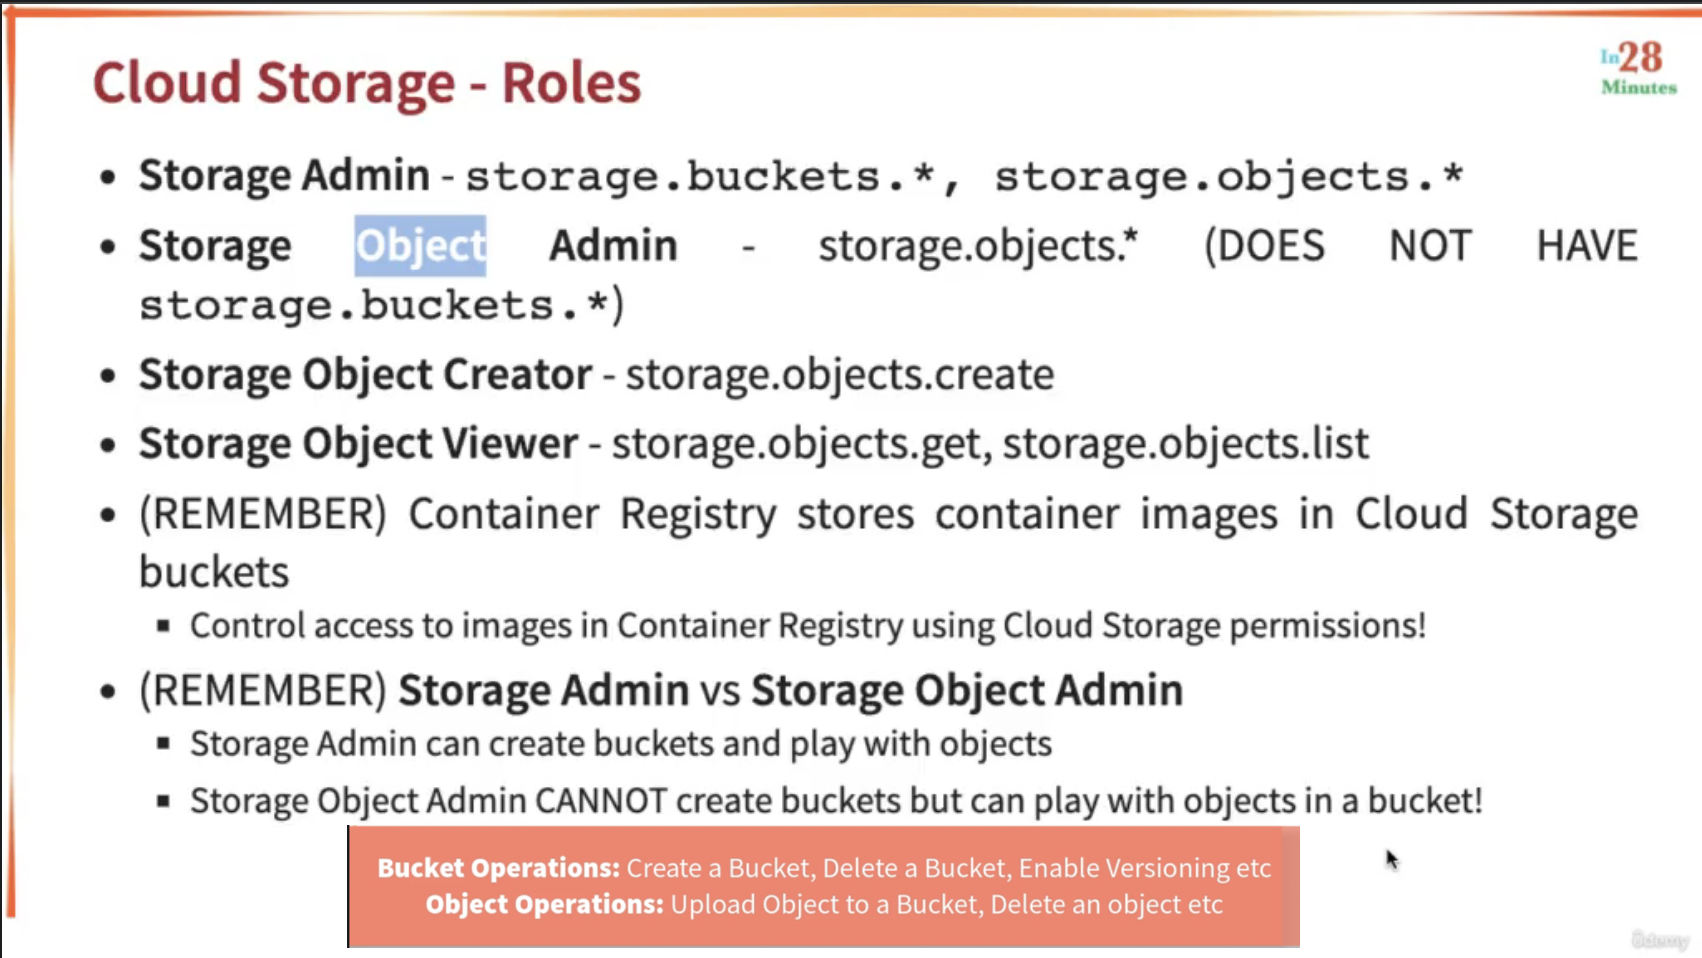 Cloud Storage - Roles
In28
Minutes
• Storage Admin - storage.buckets.*, storage.objects.*
• Storage Object Admin - storage.objects.* (DOES NOT HAVE
storage.buckets.*)
• Storage Object Creator - storage.objects.create
• Storage Object Viewer - storage.objects.get, storage.objects.list
• (REMEMBER) Container Registry stores container images in Cloud Storage
buckets
▪ Control access to images in Container Registry using Cloud Storage permissions!
• (REMEMBER) Storage Admin vs Storage Object Admin
▪ Storage Admin can create buckets and play with objects
▪ Storage Object Admin CANNOT create buckets but can play with objects in a bucket!
Bucket Operations: Create a Bucket, Delete a Bucket, Enable Versioning etc
Object Operations: Upload Object to a Bucket, Delete an object etc
ûdemy